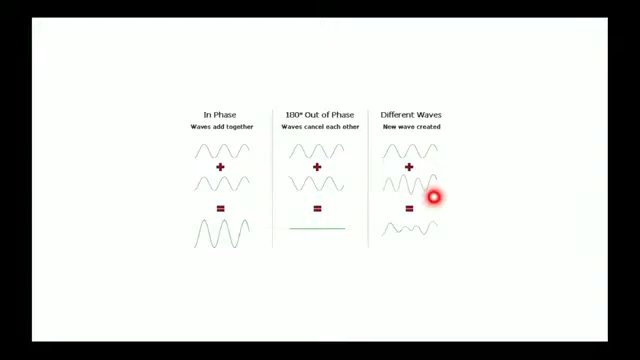 In Phase
Waves add together
+
=
180° Out of Phase
Waves cancel each other
+
=
Different Waves
New wave created
+
=